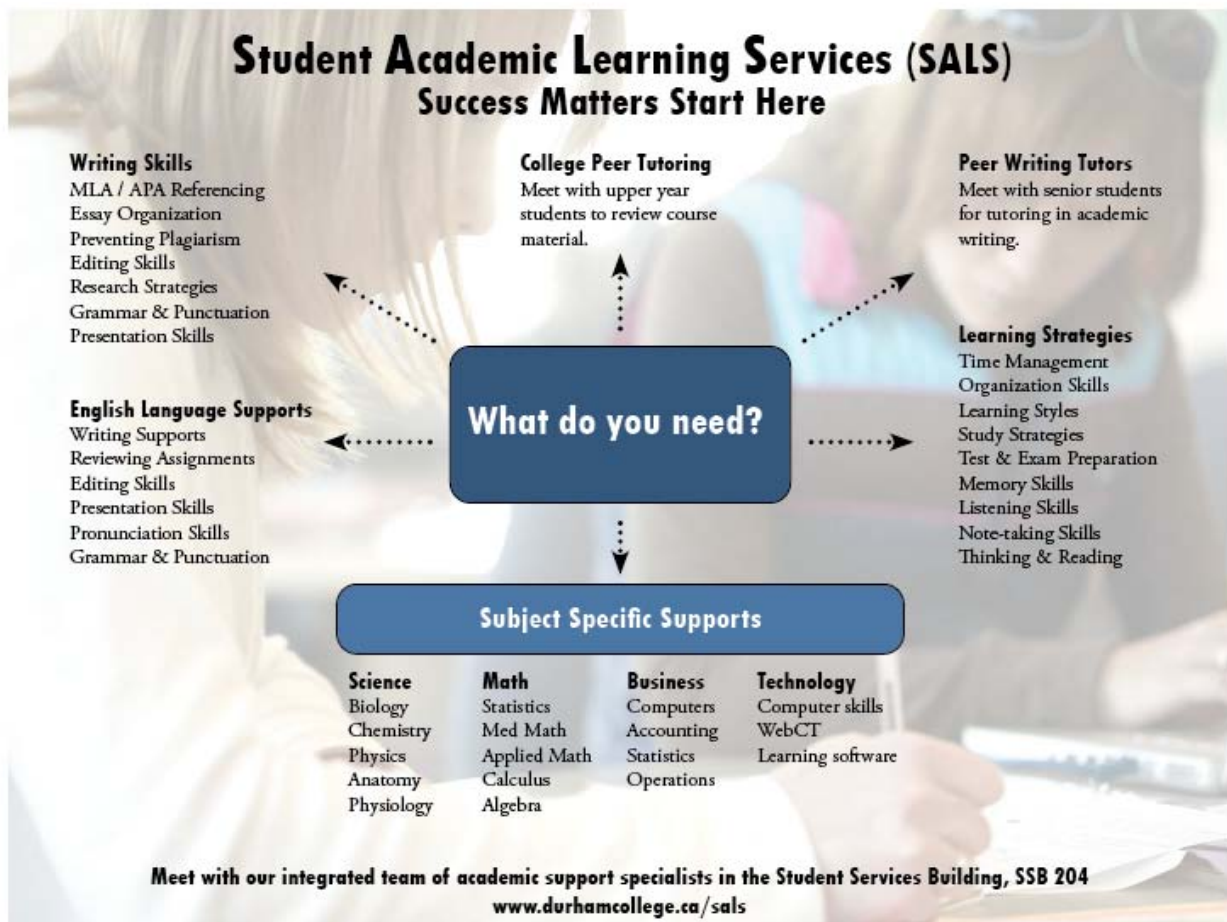 Student Academic Learning Services (SALS)
Success Matters Start Here
Writing Skills
MLA / APA Referencing
Essay Organization
Preventing Plagiarism
Editing Skills
Research Strategies
Grammar & Punctuation
Presentation Skills
College Peer Tutoring
Meet with upper year
students to review course
material.
Peer Writing Tutors
Meet with senior students
for tutoring in academic
writing.
English Language Supports
Writing Supports
Reviewing Assignments
Editing Skills
Presentation Skills
Pronunciation Skills
Grammar & Punctuation
What do you need?
Learning Strategies
Time Management
Organization Skills
Learning Styles
Study Strategies
Test & Exam Preparation
Memory Skills
Listening Skills
Note-taking Skills
Thinking & Reading
Subject Specific Supports
Science
Biology
Chemistry
Physics
Anatomy
Physiology
Math
Statistics
Med Math
Applied Math
Calculus
Algebra
Business
Computers
Accounting
Statistics
Operations
Technology
Computer skills
WebCT
Learning software
Meet with our integrated team of academic support specialists in the Student Services Building, SSB 204
www.durhamcollege.ca/sals